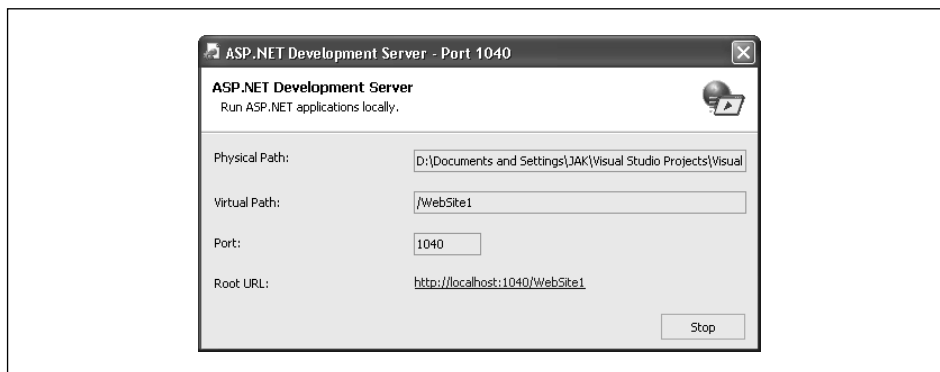 ASP.NET Development Server - Port 1040
ASP.NET Development Server
Run ASP.NET applications locally.
Physical Path:
D:\Documents and Settings\JAK\Visual Studio Projects\Visual
Virtual Path:
/WebSite1
Port:
1040
Root URL:
http://localhost:1040/WebSite1
Stop